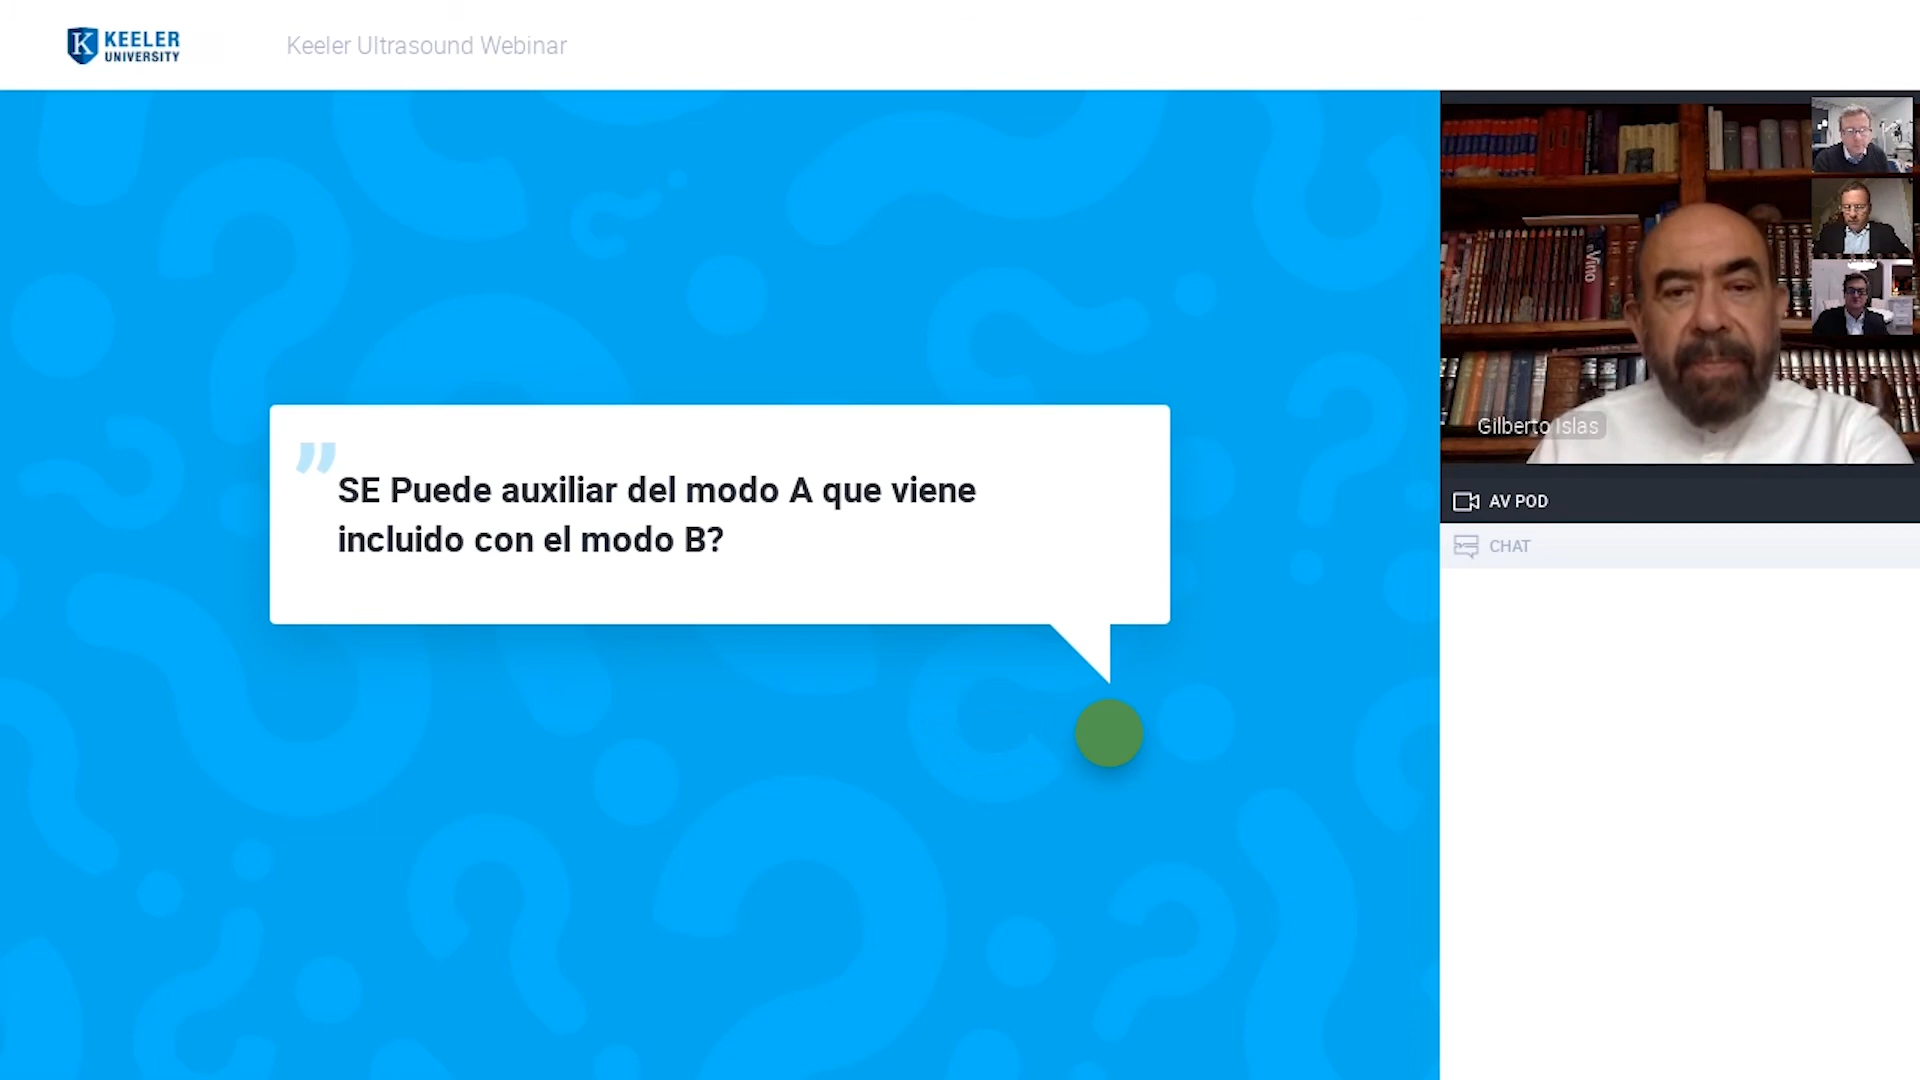 KEELER
UNIVERSITY
Keeler Ultrasound Webinar
SE Puede auxiliar del modo A que viene
incluido con el modo B?
Vino
Gilberto Islas
AV POD
CHAT